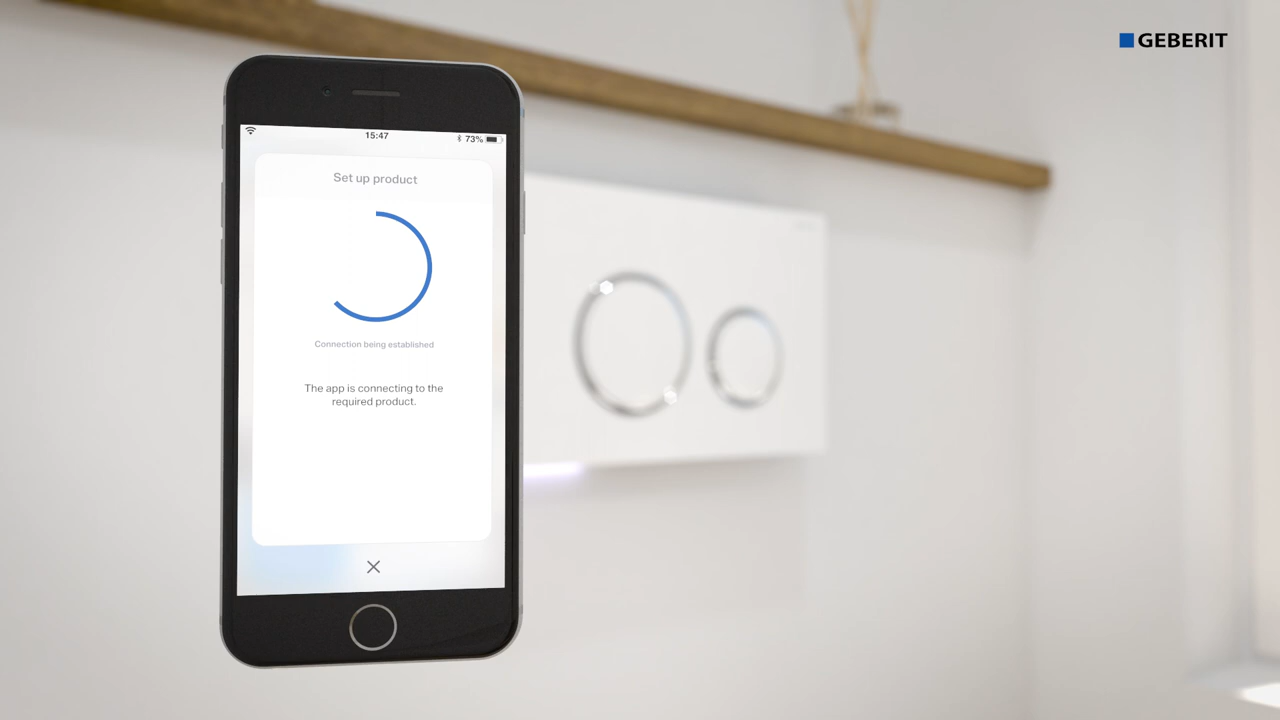 GEBERIT
15:47
73%
Set up product
Connection being established
The app is connecting to the
required product.